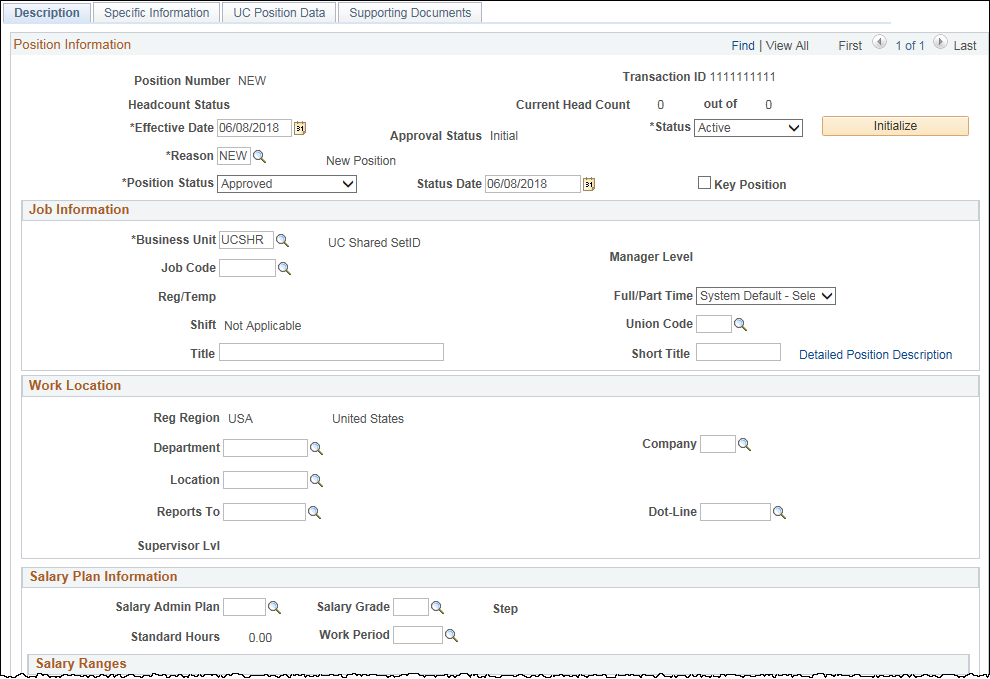 Description Specific Information UC Position Data Supporting Documents
Position Information Find | View All First 1 of 1 Last
Position Number NEW Transaction ID 1111111111
Headcount Status Current Head Count 0 out of 0
*Effective Date 06/08/2018 31 Approval Status Initial *Status Active Initialize
*Reason NEW New Position
*Position Status Approved Status Date 06/08/2018 31 Key Position
Job Information
*Business Unit UCSHR UC Shared SetID
Manager Level
Job Code
Reg/Temp Full/Part Time System Default - Sele
Shift Not Applicable Union Code
Title Short Title Detailed Position Description
Work Location
Reg Region USA United States
Department Company
Location
Reports To Dot-Line
Supervisor Lvl
Salary Plan Information
Salary Admin Plan Salary Grade Step
Standard Hours 0.00 Work Period
Salary Ranges